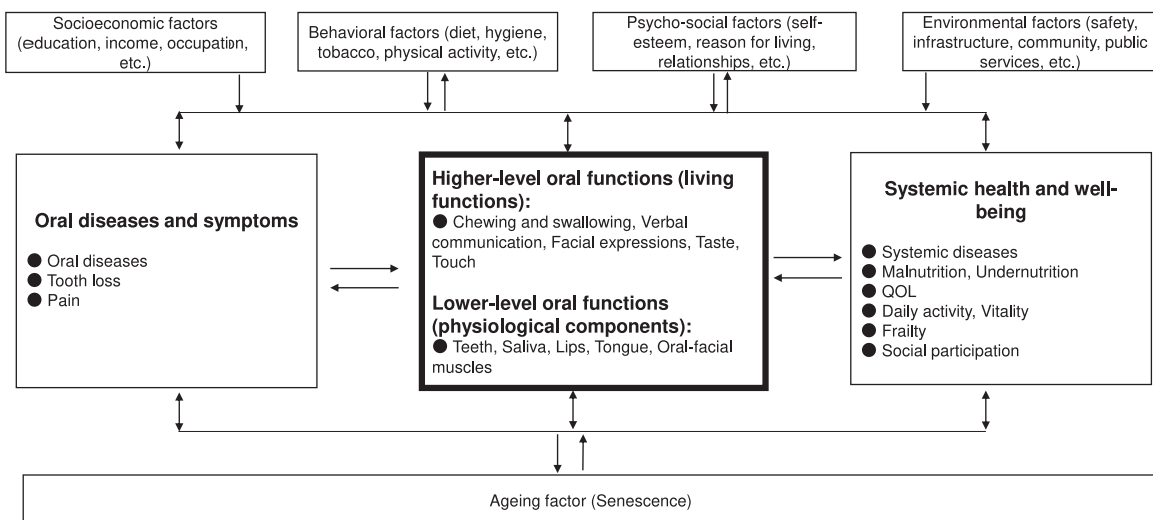 Socioeconomic factors
(education, income, occupation,
etc.)
Behavioral factors (diet, hygiene,
tobacco, physical activity, etc.)
Psycho-social factors (self-
esteem, reason for living,
relationships, etc.)
Environmental factors (safety,
infrastructure, community, public
services, etc.)
Oral diseases and symptoms
● Oral diseases
● Tooth loss
● Pain
Higher-level oral functions (living
functions):
● Chewing and swallowing, Verbal
communication, Facial expressions, Taste,
Touch
Lower-level oral functions
(physiological components):
● Teeth, Saliva, Lips, Tongue, Oral-facial
muscles
Systemic health and well-
being
● Systemic diseases
● Malnutrition, Undernutrition
● QOL
● Daily activity, Vitality
● Frailty
● Social participation
Ageing factor (Senescence)